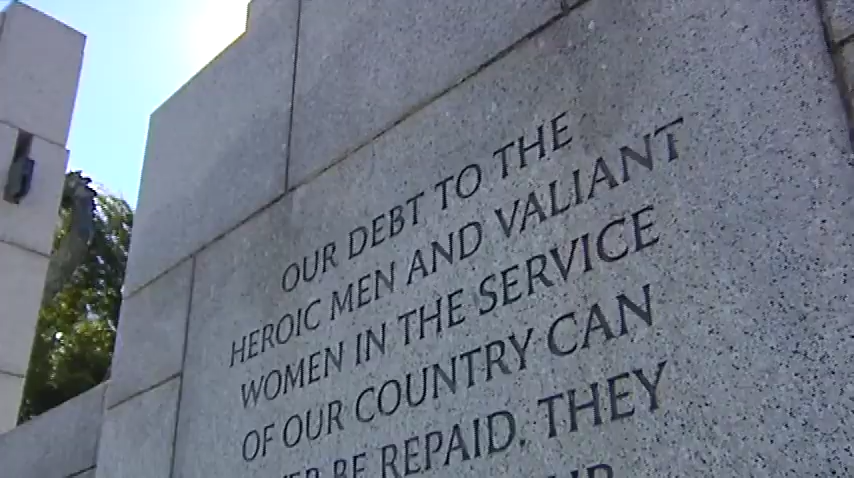 OUR DEBT TO THE
HEROIC MEN AND VALIANT
WOMEN IN THE SERVICE
OF OUR COUNTRY CAN
BE REPAID. THEY